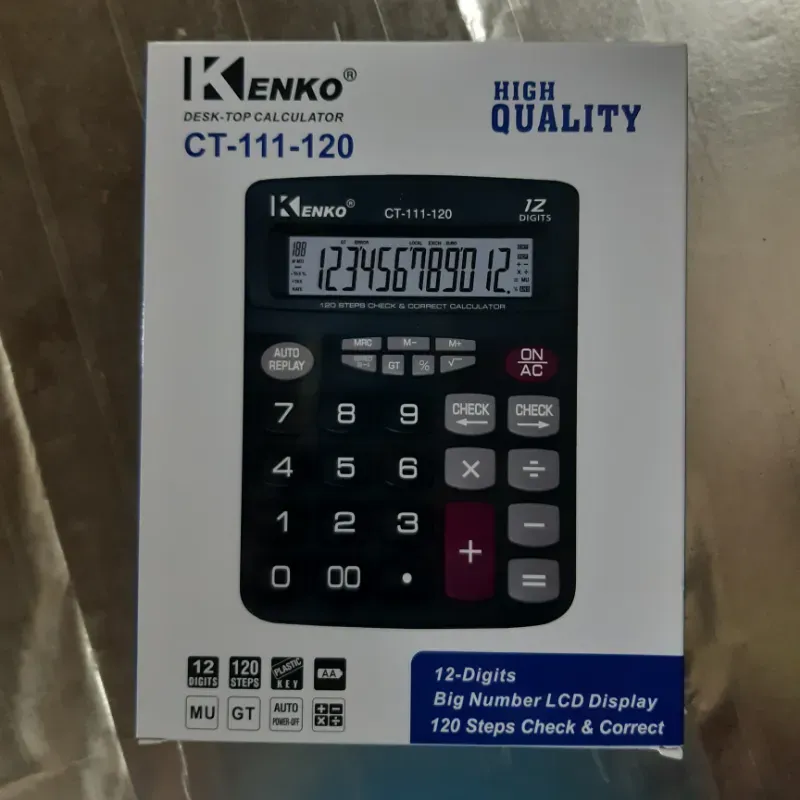 KENKO®
DESK-TOP CALCULATOR
CT-111-120
HIGH
QUALITY
KENKO®
CT-111-120
12
DIGITS
123456789012.
120 STEPS CHECK & CORRECT CALCULATOR
AUTO
REPLAY
MRC M− M+
GT % √
ON
AC
7 8 9 CHECK ← CHECK →
4 5 6 × ÷
1 2 3 + −
0 00 • =
12
DIGITS
120
STEPS
PLASTIC
KEY
AA
MU
GT
AUTO
POWER-OFF
+ − × ÷
12-Digits
Big Number LCD Display
120 Steps Check & Correct